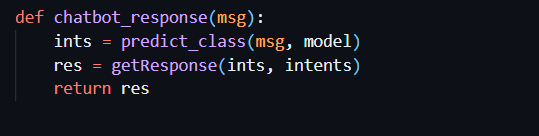 def chatbot_response(msg):
    ints = predict_class(msg, model)
    res = getResponse(ints, intents)
    return res